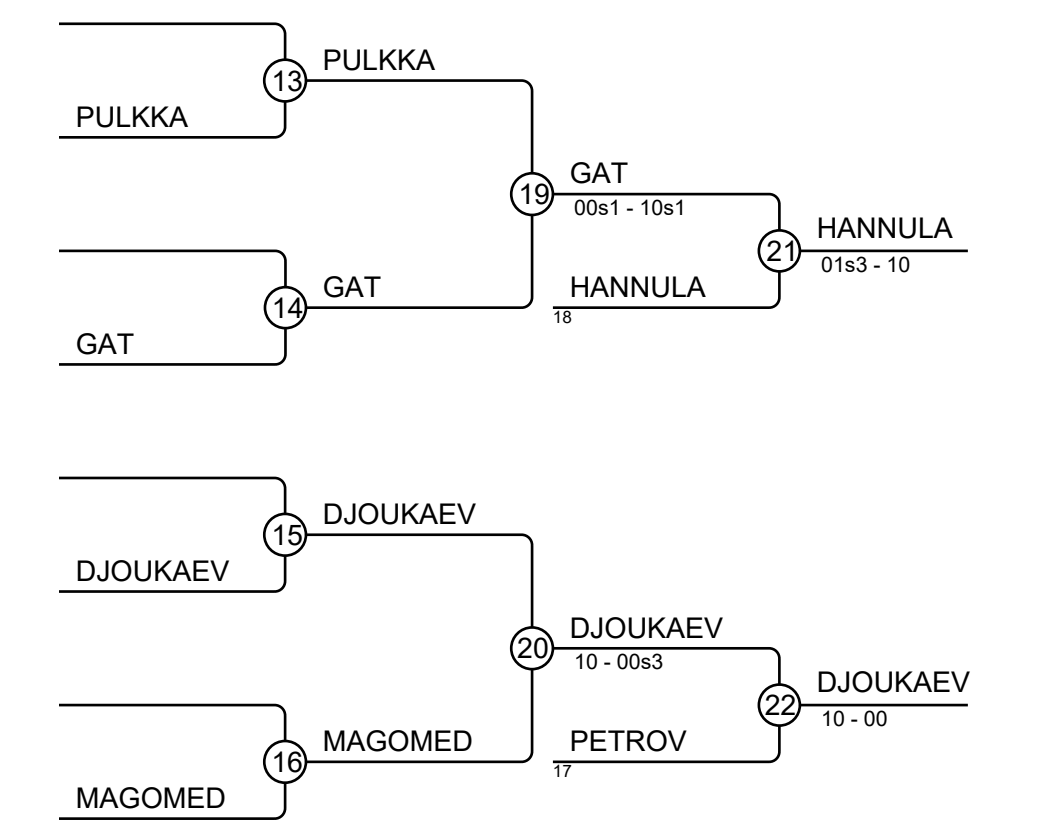 PULKKA
13
PULKKA
GAT
19
00s1 - 10s1
HANNULA
21
01s3 - 10
GAT
14
HANNULA
18
GAT
DJOUKAEV
15
DJOUKAEV
DJOUKAEV
20
10 - 00s3
DJOUKAEV
22
10 - 00
MAGOMED
16
PETROV
17
MAGOMED